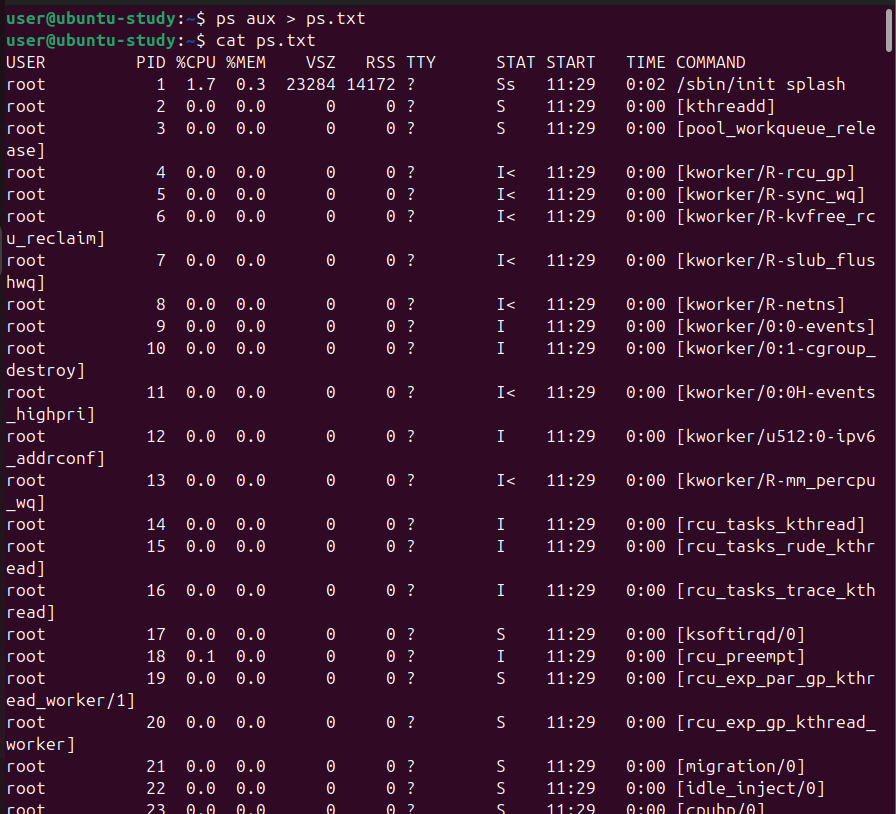 user@ubuntu-study:~$ ps aux > ps.txt
user@ubuntu-study:~$ cat ps.txt
USER         PID %CPU %MEM    VSZ   RSS TTY      STAT START   TIME COMMAND
root           1  1.7  0.3  23284 14172 ?        Ss   11:29   0:02 /sbin/init splash
root           2  0.0  0.0      0     0 ?        S    11:29   0:00 [kthreadd]
root           3  0.0  0.0      0     0 ?        S    11:29   0:00 [pool_workqueue_rele
ase]
root           4  0.0  0.0      0     0 ?        I<   11:29   0:00 [kworker/R-rcu_gp]
root           5  0.0  0.0      0     0 ?        I<   11:29   0:00 [kworker/R-sync_wq]
root           6  0.0  0.0      0     0 ?        I<   11:29   0:00 [kworker/R-kvfree_rc
u_reclaim]
root           7  0.0  0.0      0     0 ?        I<   11:29   0:00 [kworker/R-slub_flus
hwq]
root           8  0.0  0.0      0     0 ?        I<   11:29   0:00 [kworker/R-netns]
root           9  0.0  0.0      0     0 ?        I    11:29   0:00 [kworker/0:0-events]
root          10  0.0  0.0      0     0 ?        I    11:29   0:00 [kworker/0:1-cgroup_
destroy]
root          11  0.0  0.0      0     0 ?        I<   11:29   0:00 [kworker/0:0H-events
_highpri]
root          12  0.0  0.0      0     0 ?        I    11:29   0:00 [kworker/u512:0-ipv6
_addrconf]
root          13  0.0  0.0      0     0 ?        I<   11:29   0:00 [kworker/R-mm_percpu
_wq]
root          14  0.0  0.0      0     0 ?        I    11:29   0:00 [rcu_tasks_kthread]
root          15  0.0  0.0      0     0 ?        I    11:29   0:00 [rcu_tasks_rude_kthr
ead]
root          16  0.0  0.0      0     0 ?        I    11:29   0:00 [rcu_tasks_trace_kth
read]
root          17  0.0  0.0      0     0 ?        S    11:29   0:00 [ksoftirqd/0]
root          18  0.1  0.0      0     0 ?        I    11:29   0:00 [rcu_preempt]
root          19  0.0  0.0      0     0 ?        S    11:29   0:00 [rcu_exp_par_gp_kthr
ead_worker/1]
root          20  0.0  0.0      0     0 ?        S    11:29   0:00 [rcu_exp_gp_kthread_
worker]
root          21  0.0  0.0      0     0 ?        S    11:29   0:00 [migration/0]
root          22  0.0  0.0      0     0 ?        S    11:29   0:00 [idle_inject/0]
root          23  0.0  0.0      0     0 ?        S    11:29   0:00 [cpuhp/0]